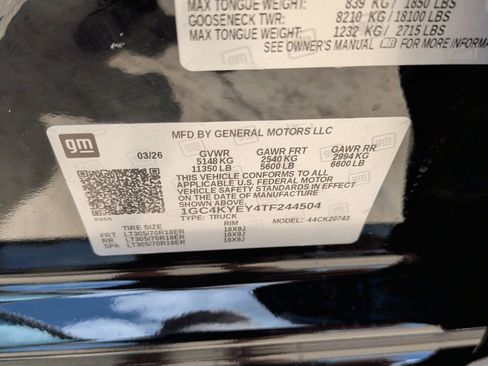 MAX TONGUE WEIGHT: 839 KG / 1850 LBS
GOOSENECK TWR: 8210 KG / 18100 LBS
MAX TONGUE WEIGHT: 1232 KG / 2715 LBS
SEE OWNER'S MANUAL FOR MORE INFORMA
gm
MFD BY GENERAL MOTORS LLC
03/26 GVWR GAWR FRT GAWR RR
5148 KG 2540 KG 2994 KG
11350 LB 5600 LB 6600 LB
THIS VEHICLE CONFORMS TO ALL
APPLICABLE U.S. FEDERAL MOTOR
VEHICLE SAFETY STANDARDS IN EFFECT
ON THE DATE OF MANUFACTURE SHOWN
ABOVE.
1GC4KYEY4TF244504
TYPE: TRUCK MODEL: 44CK20743
TIRE SIZE RIM
FRT LT305/70R18ER 18X9J
RR LT305/70R18ER 18X9J
SPA LT305/70R18ER 18X9J